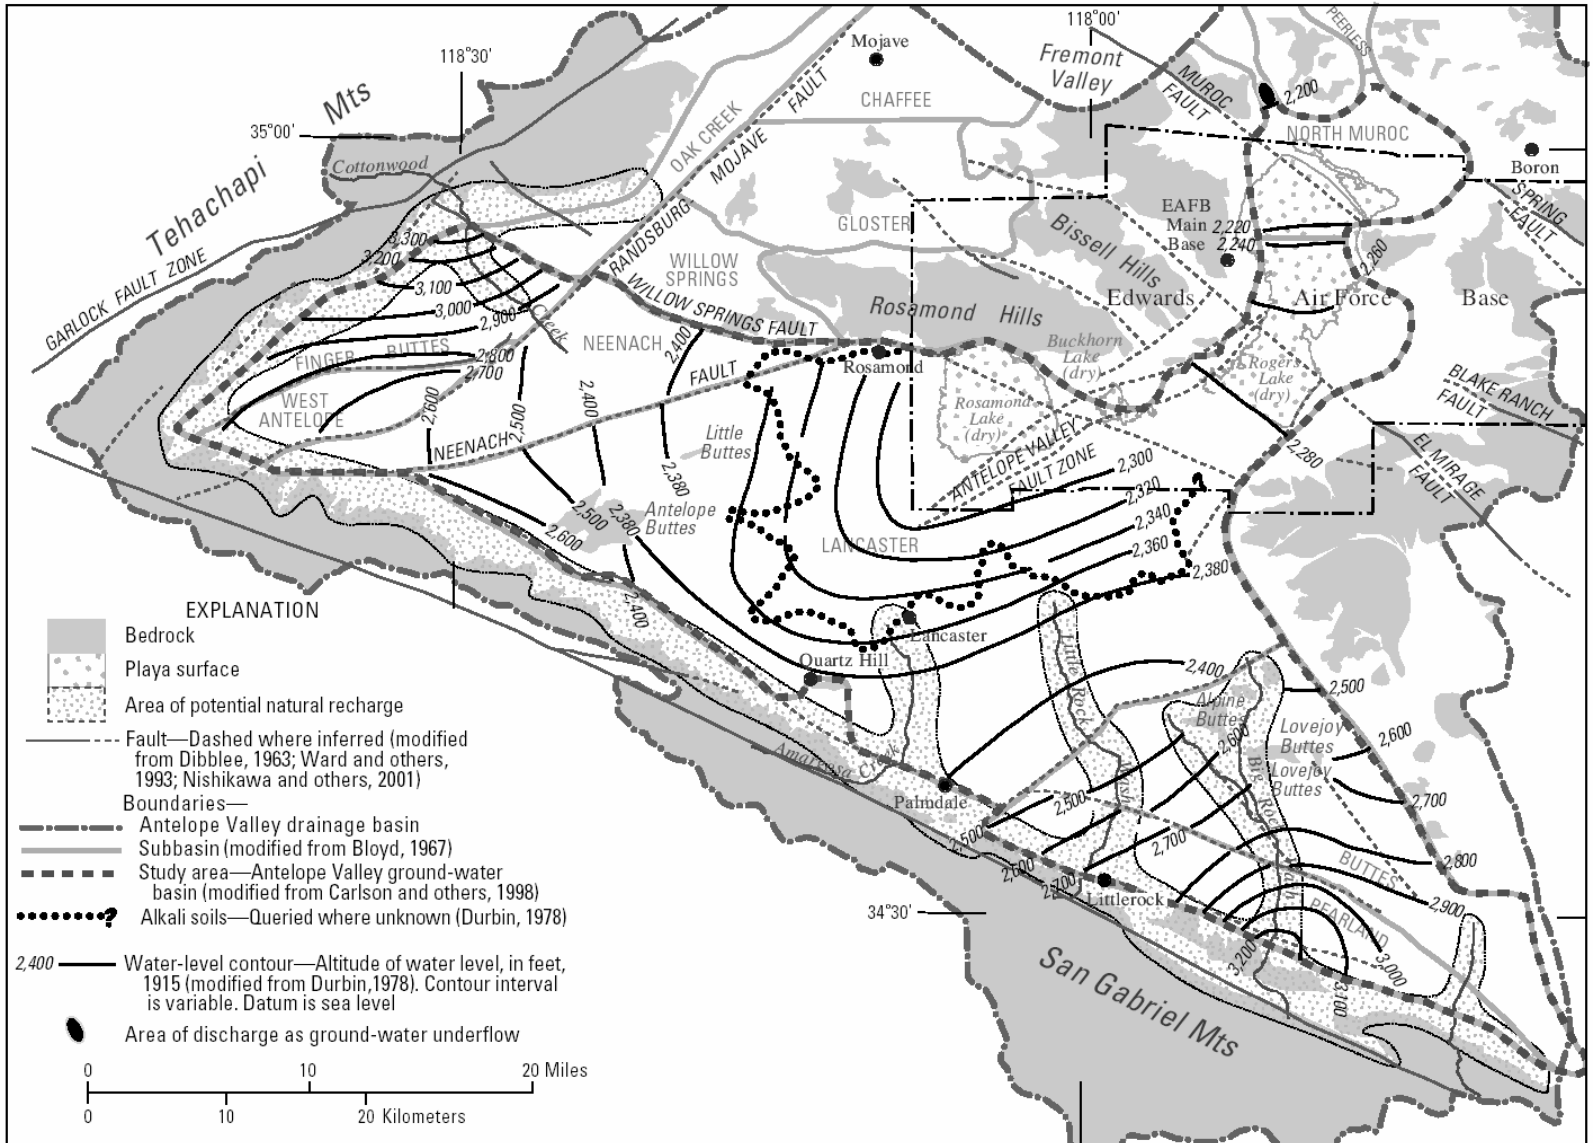 118°30'
118°00'
PEERLESS
Mojave
Fremont
Valley
MUROC
FAULT
2,200
Mts
Tehachapi
35°00'
Cottonwood
OAK CREEK
MOJAVE
FAULT
CHAFFEE
NORTH MUROC
Boron
SPRING
FAULT
GARLOCK FAULT ZONE
3,300
3,200
3,100
3,000
2,900
Creek
RANDSBURG-
WILLOW
SPRINGS
WILLOW SPRINGS FAULT
GLOSTER
Bissell Hills
EAFB
Main
Base
2,220
2,240
2,260
Rosamond Hills
Edwards
Air Force
Base
FINGER BUTTES
2,800
2,700
NEENACH
2,400
Buckhorn
Lake
(dry)
Rogers
Lake
(dry)
BLAKE RANCH
FAULT
Rosamond
FAULT
WEST
ANTELOPE
2,600
2,500
2,400
NEENACH
Little
Buttes
Rosamond
Lake
(dry)
ANTELOPE VALLEY
FAULT ZONE
2,280
EL MIRAGE
FAULT
2,380
2,300
2,320
2,340
2,360
2,380
2,600
2,500
2,380
Antelope
Buttes
LANCASTER
2,400
Lancaster
Quartz Hill
Little Rock Wash
2,400
Alpine
Buttes
2,500
2,600
Lovejoy
Buttes
Lovejoy
Buttes
2,600
Big Rock
2,700
Amargosa Creek
Palmdale
2,500
2,500
2,600
2,700
2,700
BUTTES
2,800
2,900
Littlerock
PEARLAND
34°30'
3,200
3,100
3,000
San Gabriel Mts
EXPLANATION
Bedrock
Playa surface
Area of potential natural recharge
Fault—Dashed where inferred (modified
from Dibblee, 1963; Ward and others,
1993; Nishikawa and others, 2001)
Boundaries—
Antelope Valley drainage basin
Subbasin (modified from Bloyd, 1967)
Study area—Antelope Valley ground-water
basin (modified from Carlson and others, 1998)
? Alkali soils—Queried where unknown (Durbin, 1978)
2,400 Water-level contour—Altitude of water level, in feet,
1915 (modified from Durbin,1978). Contour interval
is variable. Datum is sea level
Area of discharge as ground-water underflow
0 10 20 Miles
0 10 20 Kilometers